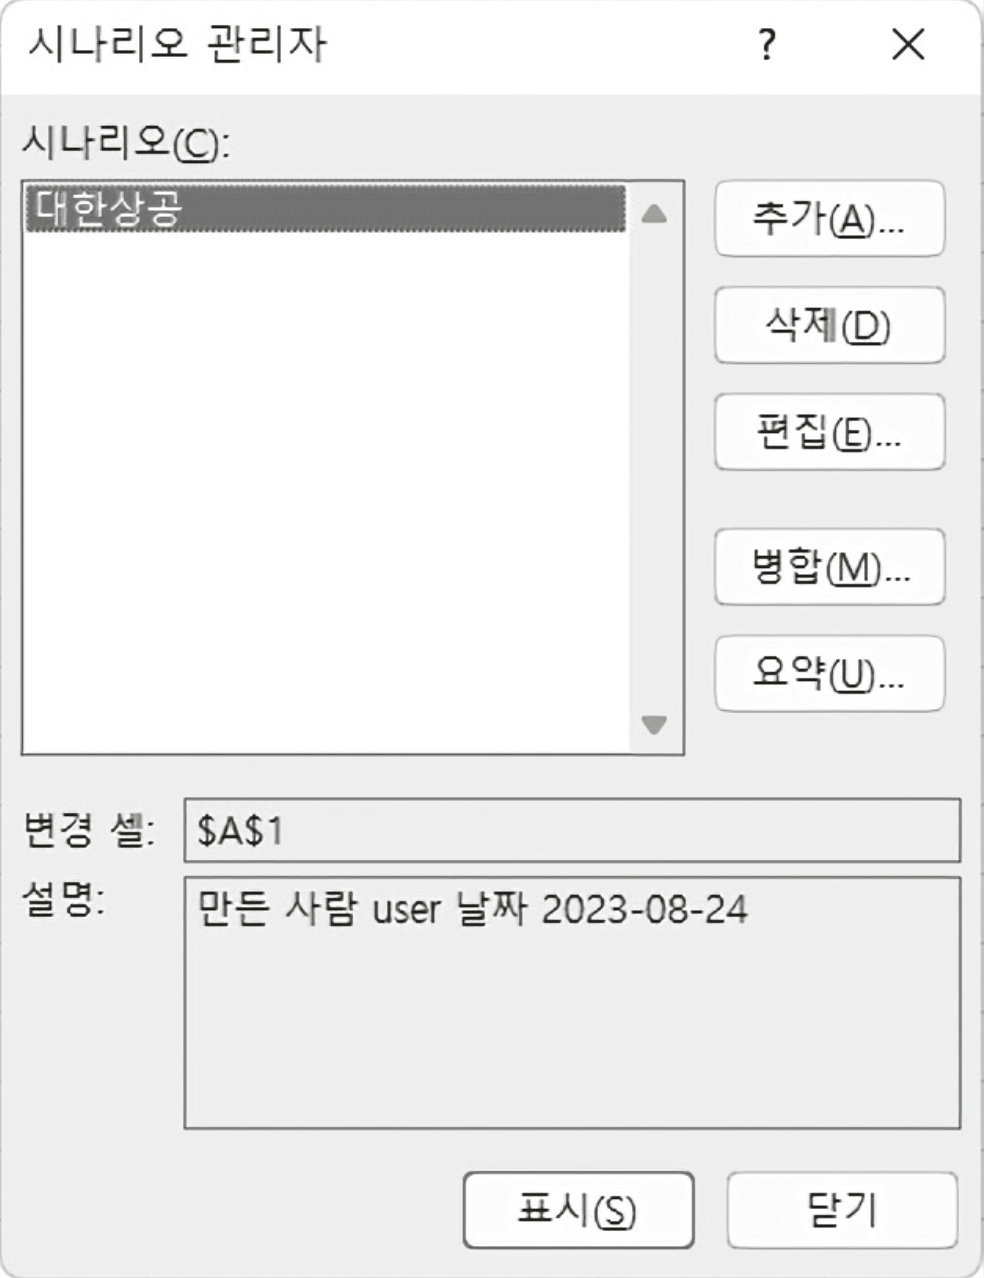 시나리오 관리자 ?
시나리오(C):
대한상공
추가(A)...
삭제(D)
편집(E)...
병합(M)...
요약(U)...
변경 셀: $A$1
설명: 만든 사람 user 날짜 2023-08-24
표시(S) 닫기